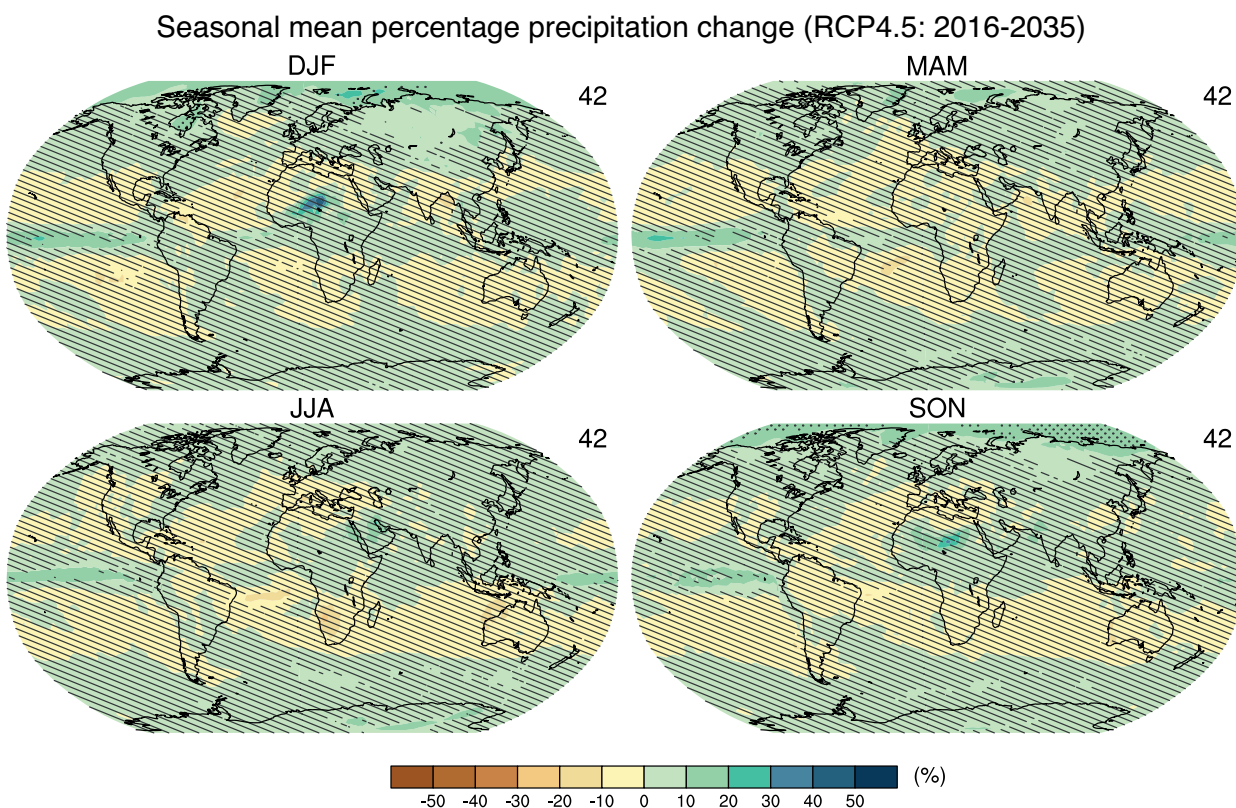 Seasonal mean percentage precipitation change (RCP4.5: 2016-2035)
DJF
MAM
42
42
JJA
SON
42
42
(%)
-50 -40 -30 -20 -10 0 10 20 30 40 50